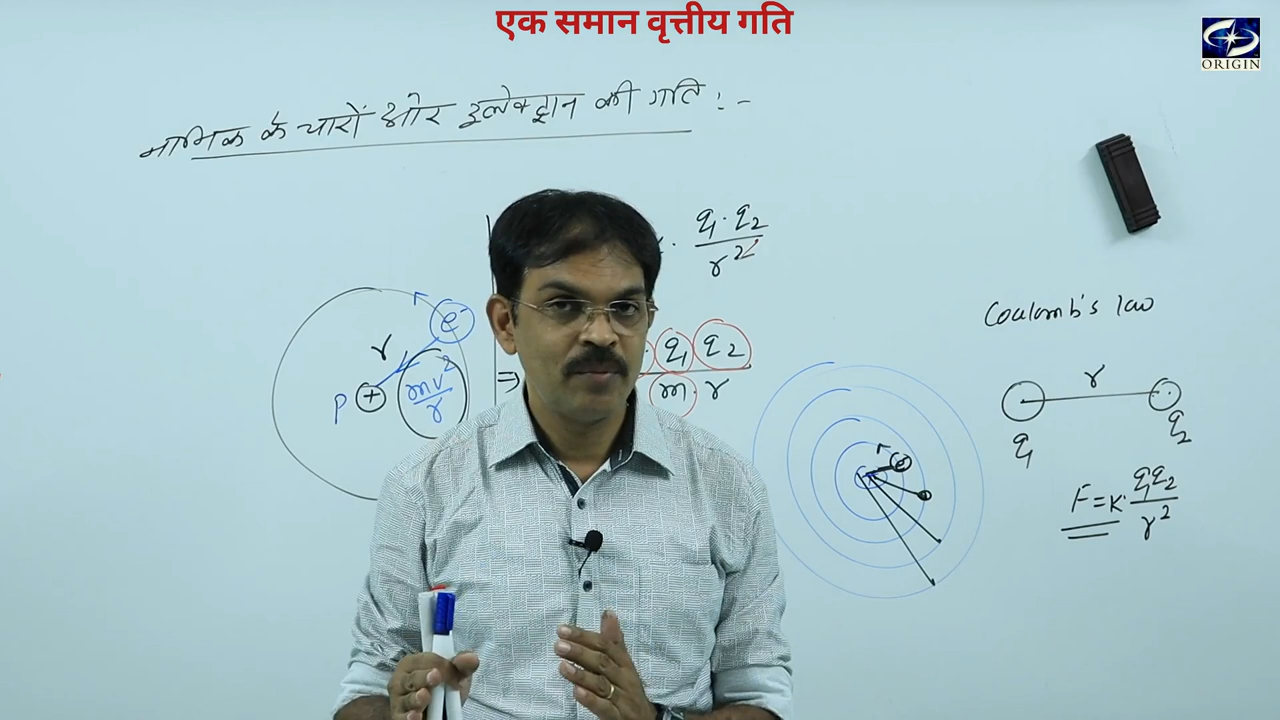 एक समान वृत्तीय गति
ORIGIN
नाभिक के चारों ओर इलेक्ट्रान की गति :-
q₁ · q₂
r²
Coulomb's law
e⁻
r
P +
mv²
r
⇒
q₁ q₂
m · r
r
q₁
q₂
F = K · q₁q₂
r²